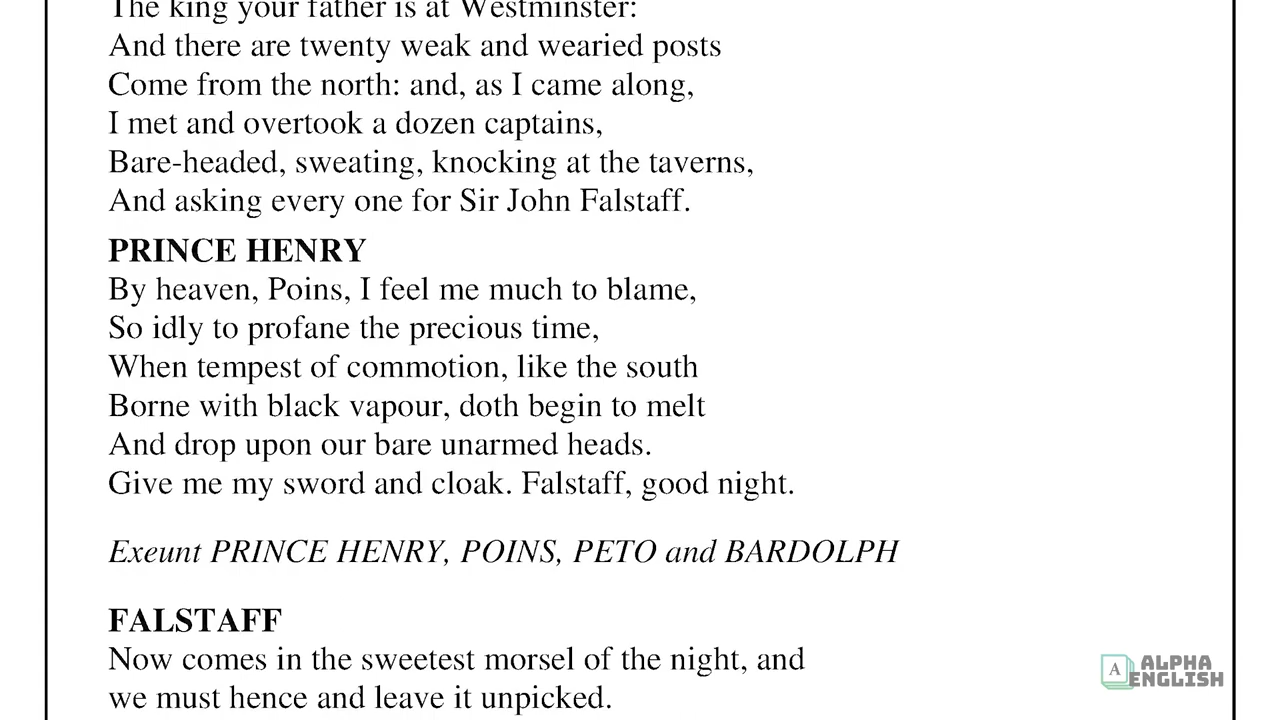 The king your father is at Westminster:
And there are twenty weak and wearied posts
Come from the north: and, as I came along,
I met and overtook a dozen captains,
Bare-headed, sweating, knocking at the taverns,
And asking every one for Sir John Falstaff.
PRINCE HENRY
By heaven, Poins, I feel me much to blame,
So idly to profane the precious time,
When tempest of commotion, like the south
Borne with black vapour, doth begin to melt
And drop upon our bare unarmed heads.
Give me my sword and cloak. Falstaff, good night.
Exeunt PRINCE HENRY, POINS, PETO and BARDOLPH
FALSTAFF
Now comes in the sweetest morsel of the night, and
we must hence and leave it unpicked.
A ALPHA
ENGLISH